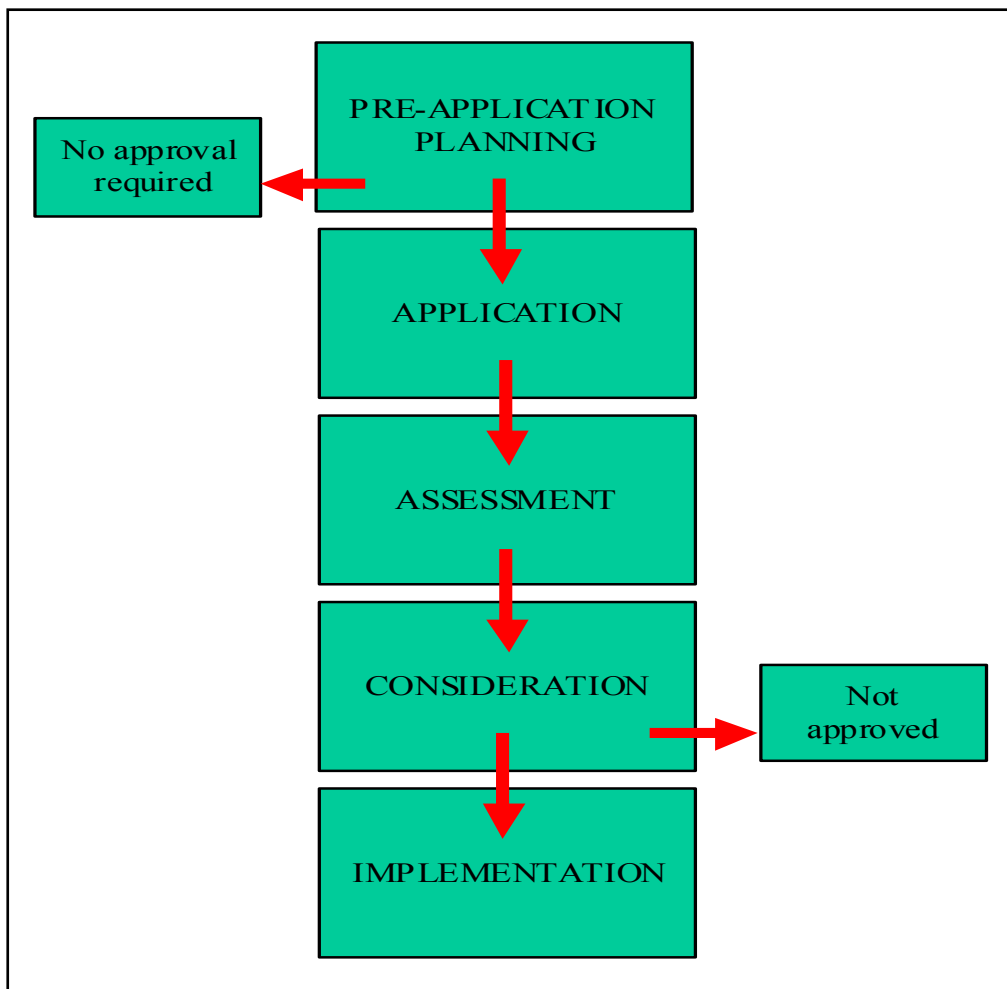 PRE-APPLICATION
PLANNING
No approval
required
APPLICATION
ASSESSMENT
CONSIDERATION
Not
approved
IMPLEMENTATION